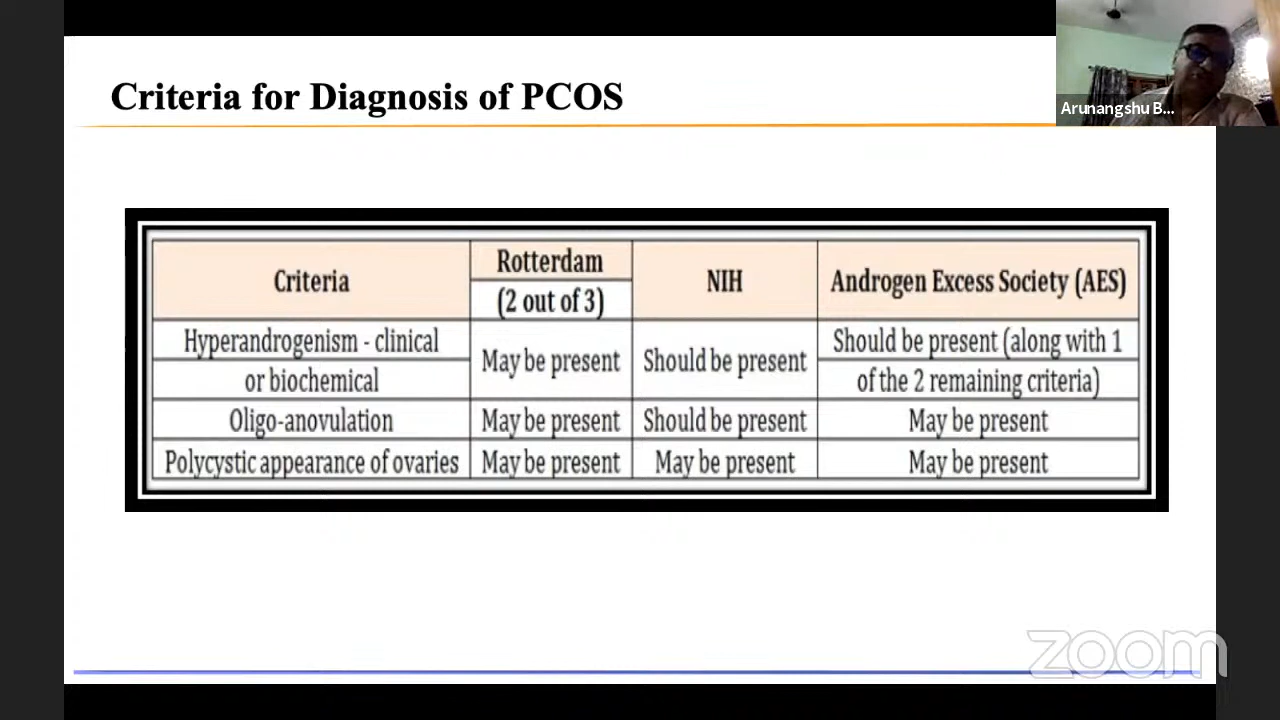 Criteria for Diagnosis of PCOS
Arunangshu B...
Criteria
Rotterdam
(2 out of 3)
NIH
Androgen Excess Society (AES)
Hyperandrogenism - clinical
or biochemical
May be present
Should be present
Should be present (along with 1
of the 2 remaining criteria)
Oligo-anovulation
May be present
Should be present
May be present
Polycystic appearance of ovaries
May be present
May be present
May be present
zoom